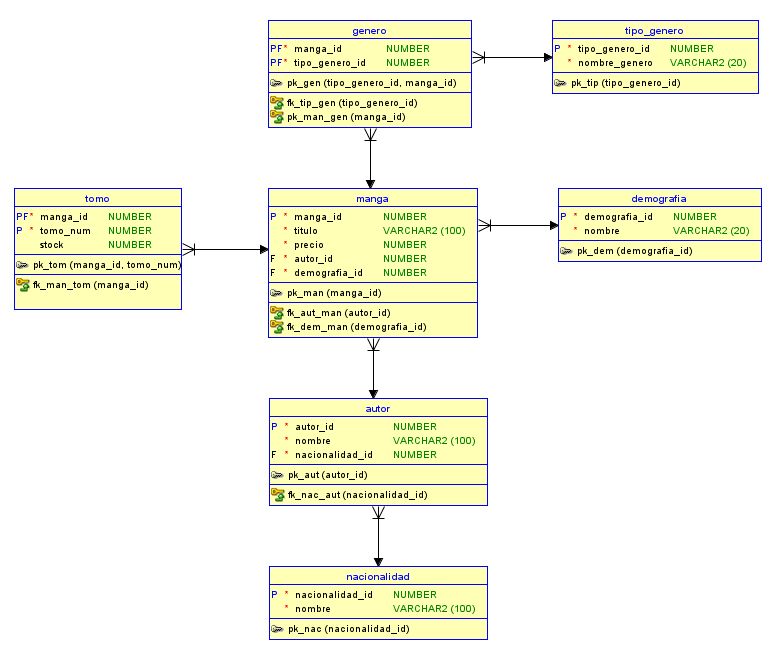 genero
PF* manga_id NUMBER
PF* tipo_genero_id NUMBER
pk_gen (tipo_genero_id, manga_id)
fk_tip_gen (tipo_genero_id)
pk_man_gen (manga_id)
tipo_genero
P * tipo_genero_id NUMBER
* nombre_genero VARCHAR2 (20)
pk_tip (tipo_genero_id)
tomo
PF* manga_id NUMBER
P * tomo_num NUMBER
stock NUMBER
pk_tom (manga_id, tomo_num)
fk_man_tom (manga_id)
manga
P * manga_id NUMBER
* titulo VARCHAR2 (100)
* precio NUMBER
F * autor_id NUMBER
F * demografia_id NUMBER
pk_man (manga_id)
fk_aut_man (autor_id)
fk_dem_man (demografia_id)
demografia
P * demografia_id NUMBER
* nombre VARCHAR2 (20)
pk_dem (demografia_id)
autor
P * autor_id NUMBER
* nombre VARCHAR2 (100)
F * nacionalidad_id NUMBER
pk_aut (autor_id)
fk_nac_aut (nacionalidad_id)
nacionalidad
P * nacionalidad_id NUMBER
* nombre VARCHAR2 (100)
pk_nac (nacionalidad_id)